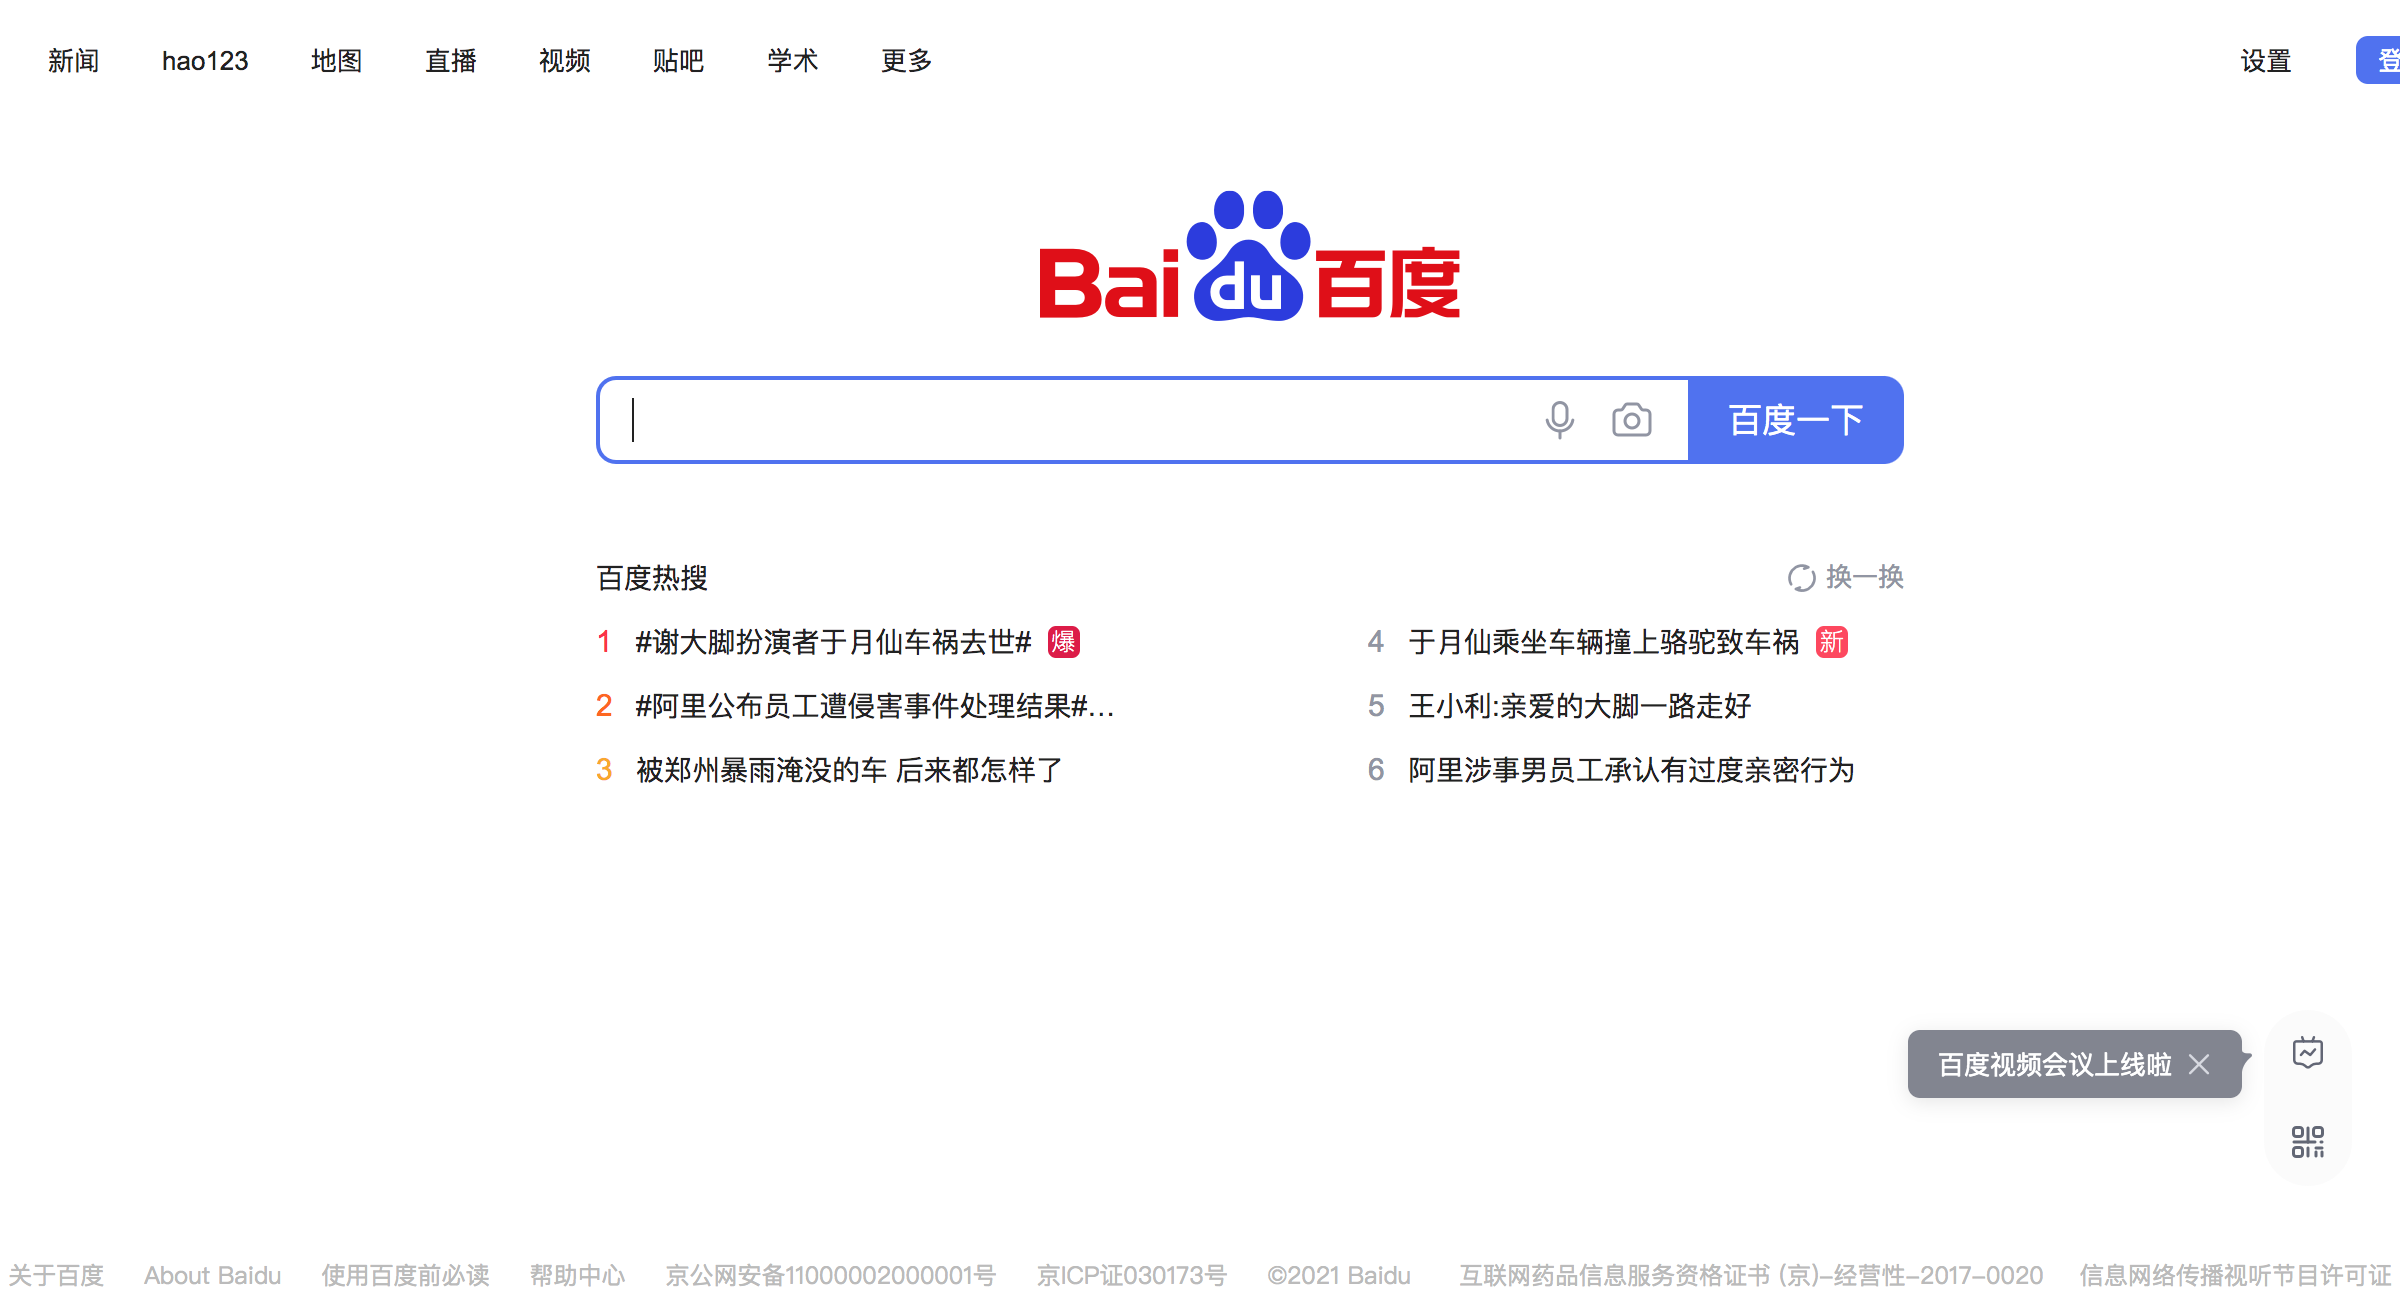 新闻 hao123 地图 直播 视频 贴吧 学术 更多 设置 登
Bai du 百度
百度一下
百度热搜 换一换
1 #谢大脚扮演者于月仙车祸去世# 爆
2 #阿里公布员工遭侵害事件处理结果#...
3 被郑州暴雨淹没的车 后来都怎样了
4 于月仙乘坐车辆撞上骆驼致车祸 新
5 王小利:亲爱的大脚一路走好
6 阿里涉事男员工承认有过度亲密行为
百度视频会议上线啦
关于百度 About Baidu 使用百度前必读 帮助中心 京公网安备11000002000001号 京ICP证030173号 ©2021 Baidu 互联网药品信息服务资格证书 (京)-经营性-2017-0020 信息网络传播视听节目许可证